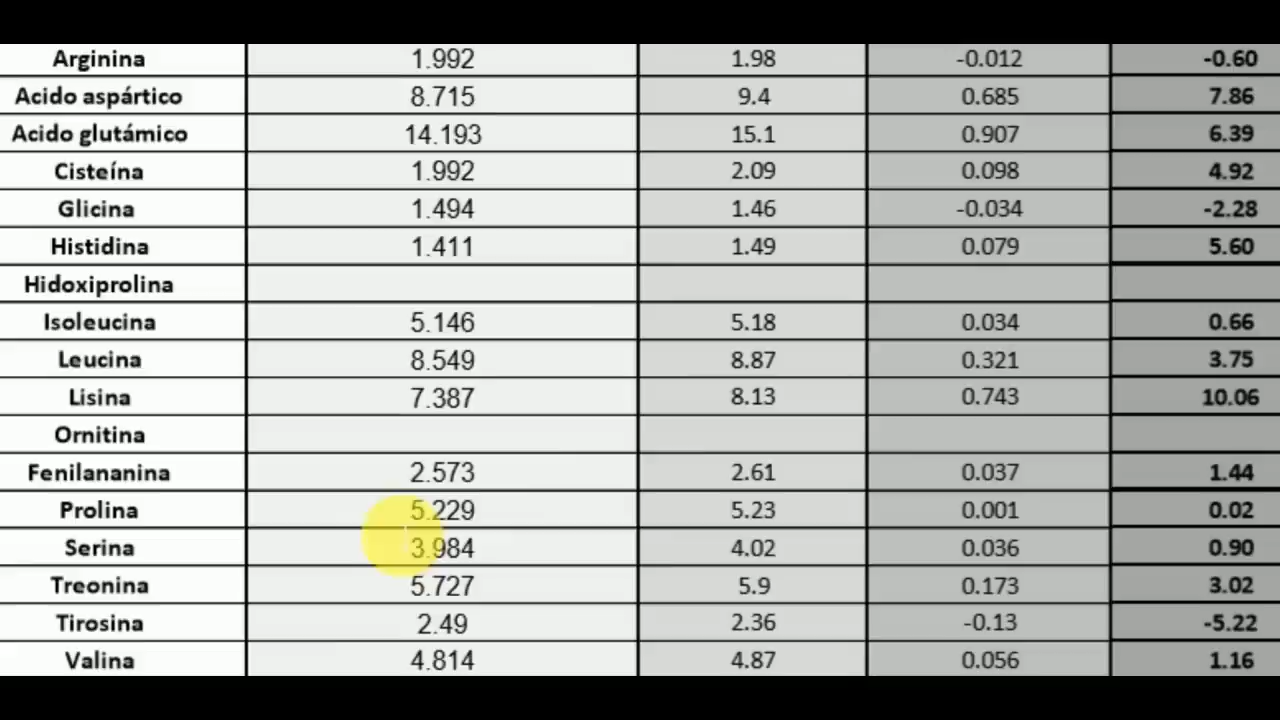 Arginina 1.992 1.98 -0.012 -0.60
Acido aspártico 8.715 9.4 0.685 7.86
Acido glutámico 14.193 15.1 0.907 6.39
Cisteína 1.992 2.09 0.098 4.92
Glicina 1.494 1.46 -0.034 -2.28
Histidina 1.411 1.49 0.079 5.60
Hidoxiprolina
Isoleucina 5.146 5.18 0.034 0.66
Leucina 8.549 8.87 0.321 3.75
Lisina 7.387 8.13 0.743 10.06
Ornitina
Fenilananina 2.573 2.61 0.037 1.44
Prolina 5.229 5.23 0.001 0.02
Serina 3.984 4.02 0.036 0.90
Treonina 5.727 5.9 0.173 3.02
Tirosina 2.49 2.36 -0.13 -5.22
Valina 4.814 4.87 0.056 1.16